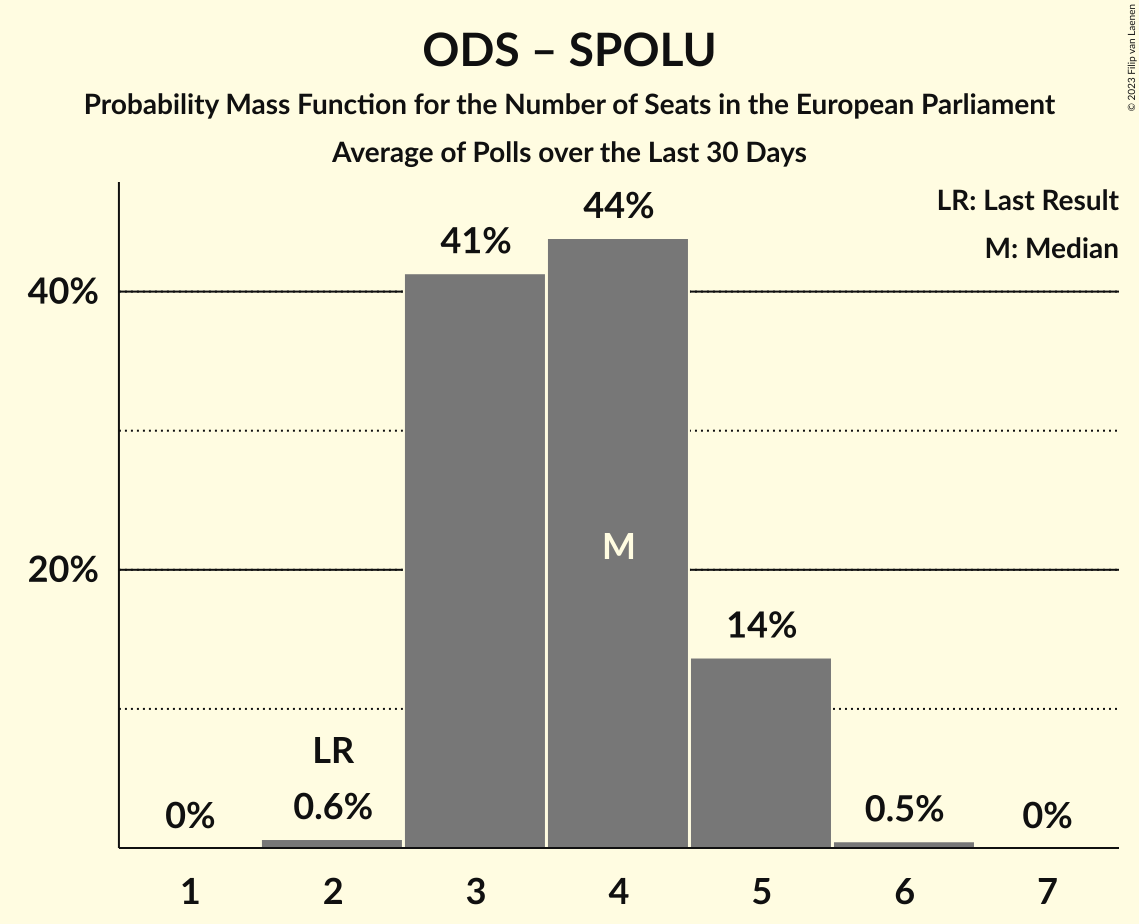 ODS – SPOLU
Probability Mass Function for the Number of Seats in the European Parliament
Average of Polls over the Last 30 Days
© 2023 Filip van Laenen
LR: Last Result
M: Median
40%
20%
0%
LR
0.6%
41%
44%
M
14%
0.5%
0%
1 2 3 4 5 6 7